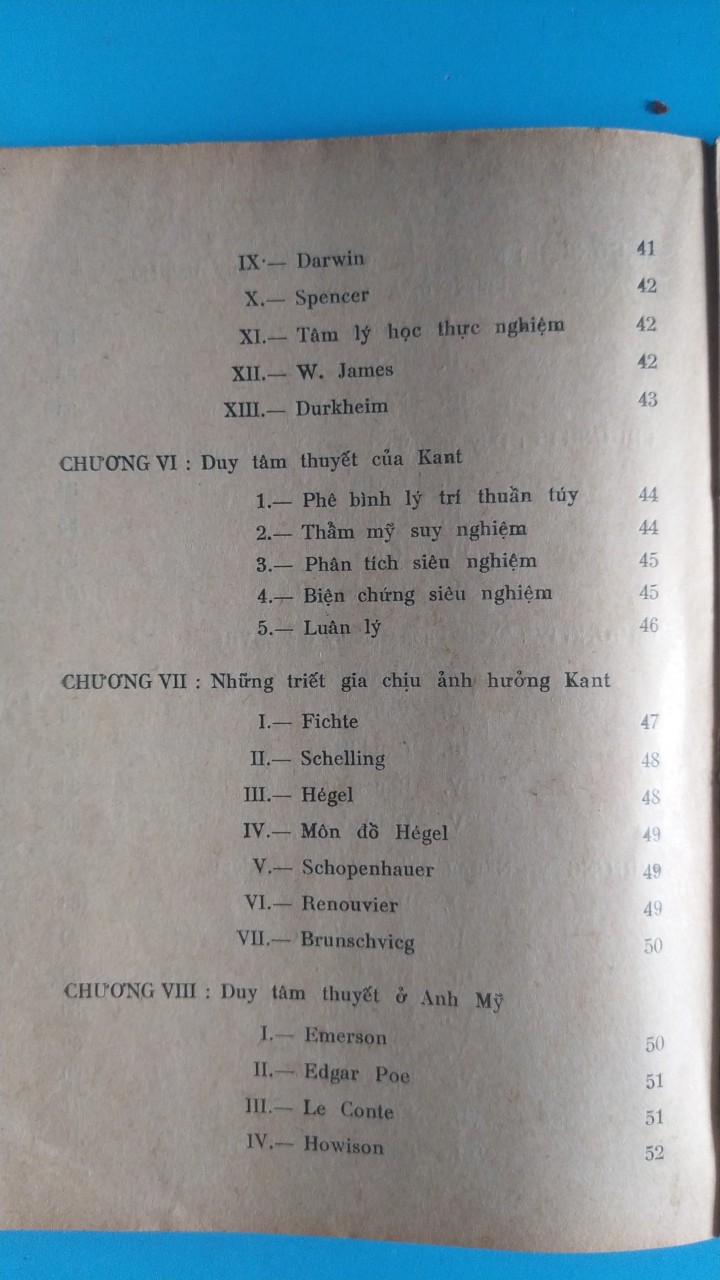 IX.— Darwin 41
X.— Spencer 42
XI.— Tâm lý học thực nghiệm 42
XII.— W. James 42
XIII.— Durkheim 43
CHƯƠNG VI : Duy tâm thuyết của Kant
1.— Phê bình lý trí thuần túy 44
2.— Thẩm mỹ suy nghiệm 44
3.— Phân tích siêu nghiệm 45
4.— Biện chứng siêu nghiệm 45
5.— Luân lý 46
CHƯƠNG VII : Những triết gia chịu ảnh hưởng Kant
I.— Fichte 47
II.— Schelling 48
III.— Hégel 48
IV.— Môn đồ Hégel 49
V.— Schopenhauer 49
VI.— Renouvier 49
VII.— Brunschvicg 50
CHƯƠNG VIII : Duy tâm thuyết ở Anh Mỹ
I.— Emerson 50
II.— Edgar Poe 51
III.— Le Conte 51
IV.— Howison 52